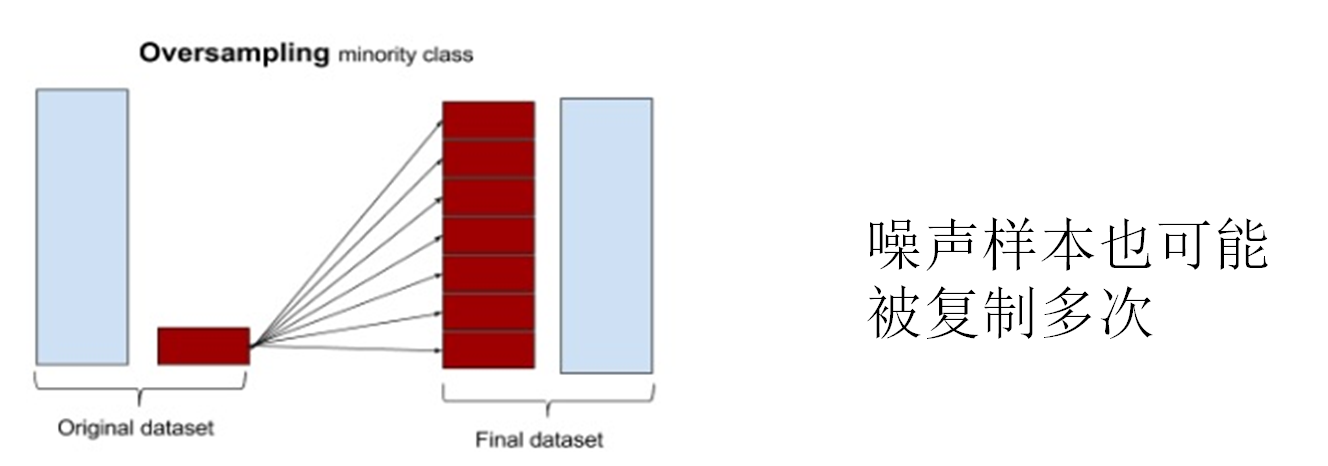 Oversampling minority class
噪声样本也可能
被复制多次
Original dataset
Final dataset